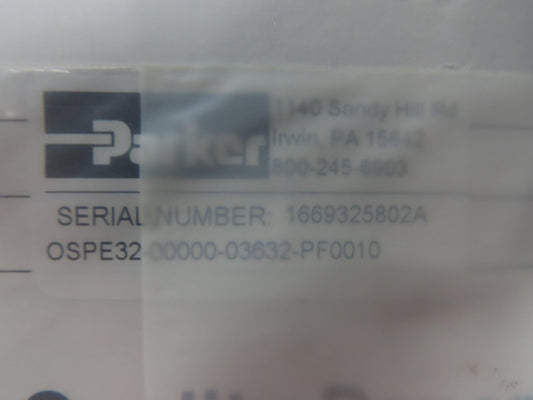 Parker
1140 Sandy Hill Rd
Irwin, PA 15642
800-245-6903
SERIAL NUMBER: 1669325802A
OSPE32-00000-03632-PF0010